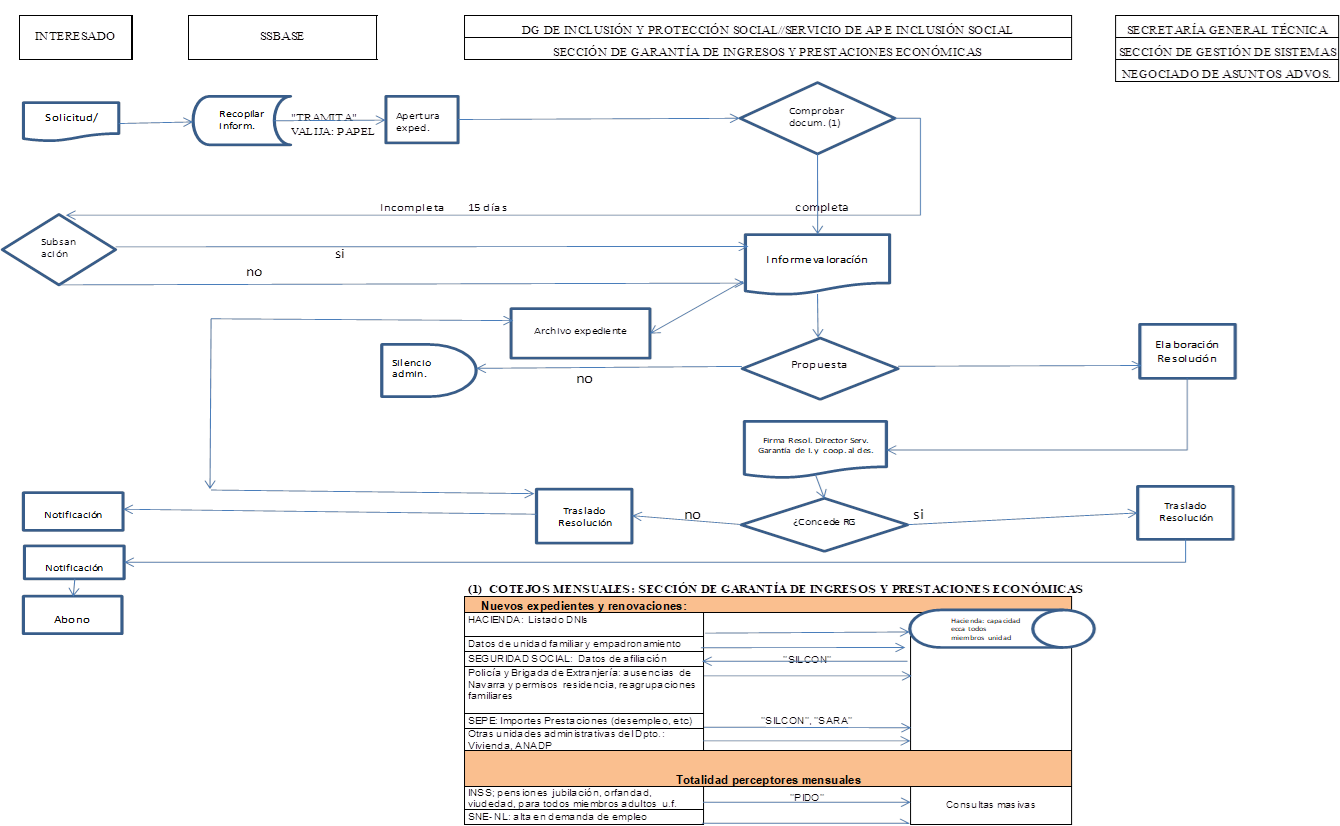 INTERESADO
SSBASE
DG DE INCLUSIÓN Y PROTECCIÓN SOCIAL//SERVICIO DE AP E INCLUSIÓN SOCIAL
SECCIÓN DE GARANTÍA DE INGRESOS Y PRESTACIONES ECONÓMICAS
SECRETARÍA GENERAL TÉCNICA
SECCIÓN DE GESTIÓN DE SISTEMAS
NEGOCIADO DE ASUNTOS ADVOS.
Solicitud/
Recopilar
Inform.
"TRAMITA"
VALIJA: PAPEL
Apertura
exped.
Comprobar
docum. (1)
Incompleta 15 días
completa
Subsan
ación
si
no
Informe valoración
Archivo expediente
Silencio
admin.
no
Propuesta
Elaboración
Resolución
Firma Resol. Director Serv.
Garantía de I. y coop. al des.
Notificación
Traslado
Resolución
no
¿Concede RG
si
Traslado
Resolución
Notificación
Abono
(1) COTEJOS MENSUALES: SECCIÓN DE GARANTÍA DE INGRESOS Y PRESTACIONES ECONÓMICAS
Nuevos expedientes y renovaciones:
HACIENDA: Listado DNIs
Hacienda: capacidad
ecca todos
miembros unidad
Datos de unidad familiar y empadronamiento
SEGURIDAD SOCIAL: Datos de afiliación
"SILCON"
Policía y Brigada de Extranjería: ausencias de
Navarra y permisos residencia, reagrupaciones
familiares
SEPE: Importes Prestaciones (desempleo, etc)
"SILCON", "SARA"
Otras unidades administrativas del Dpto.:
Vivienda, ANADP
Totalidad perceptores mensuales
INSS; pensiones jubilación, orfandad,
viudedad, para todos miembros adultos u.f.
"PIDO"
Consultas masivas
SNE- NL: alta en demanda de empleo